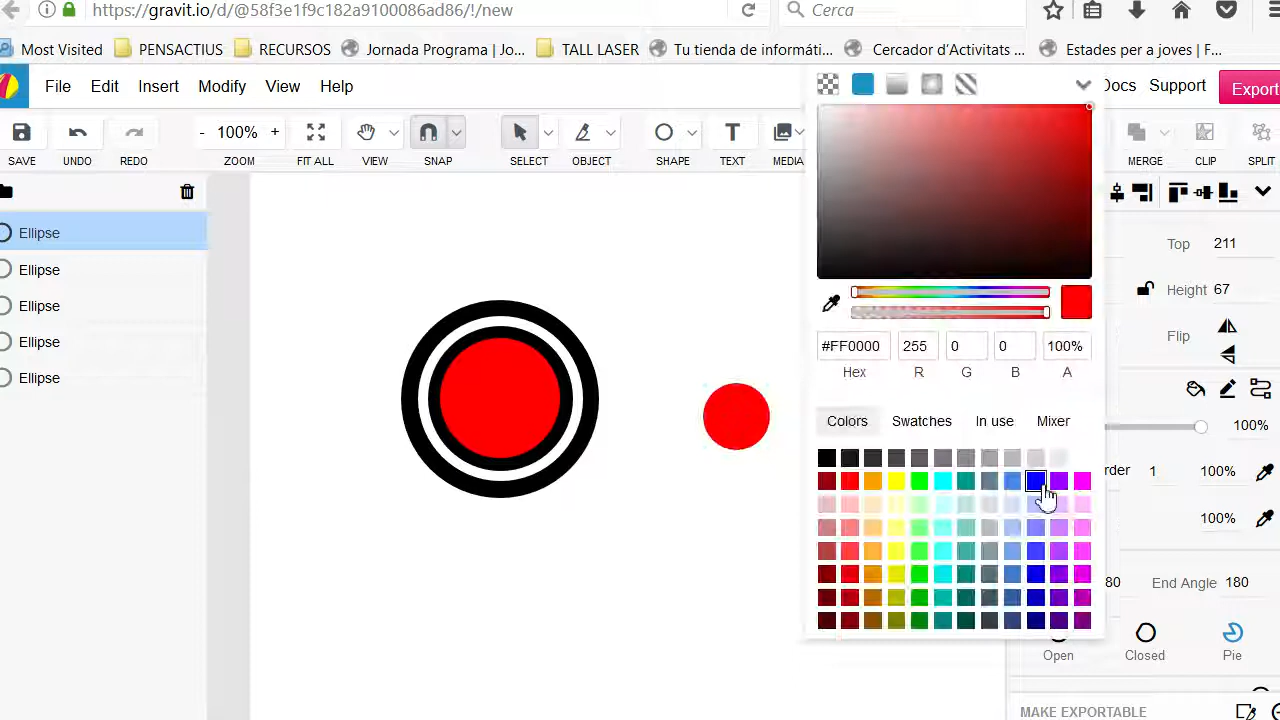 https://gravit.io/d/@58f3e1f9c182a9100086ad86/!/new
Cerca
Most Visited PENSACTIUS RECURSOS Jornada Programa | Jo... TALL LASER Tu tienda de informáti... Cercador d'Activitats ... Estades per a joves | F...
File Edit Insert Modify View Help Docs Support Export
- 100% +
SAVE UNDO REDO ZOOM FIT ALL VIEW SNAP SELECT OBJECT SHAPE TEXT MEDIA MERGE CLIP SPLIT
Ellipse
Ellipse
Ellipse
Ellipse
Ellipse
Top 211
Height 67
Flip
#FF0000 255 0 0 100%
Hex R G B A
Colors Swatches In use Mixer
100%
rder 1 100%
100%
80 End Angle 180
Open Closed Pie
MAKE EXPORTABLE